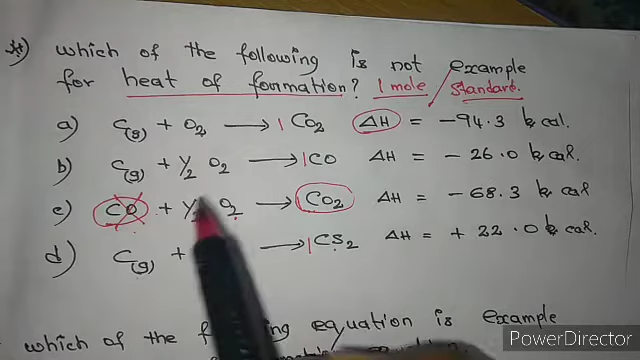 which of the following is not example
for heat of formation? 1 mole standard.
a) C(g) + O2 → 1 CO2 ΔH = -94.3 k cal.
b) C(g) + 1/2 O2 → 1 CO ΔH = -26.0 k cal.
c) CO + 1/2 O2 → CO2 ΔH = -68.3 k cal.
d) C(g) + → 1 CS2 ΔH = +22.0 k cal.
which of the following equation is example
PowerDirector